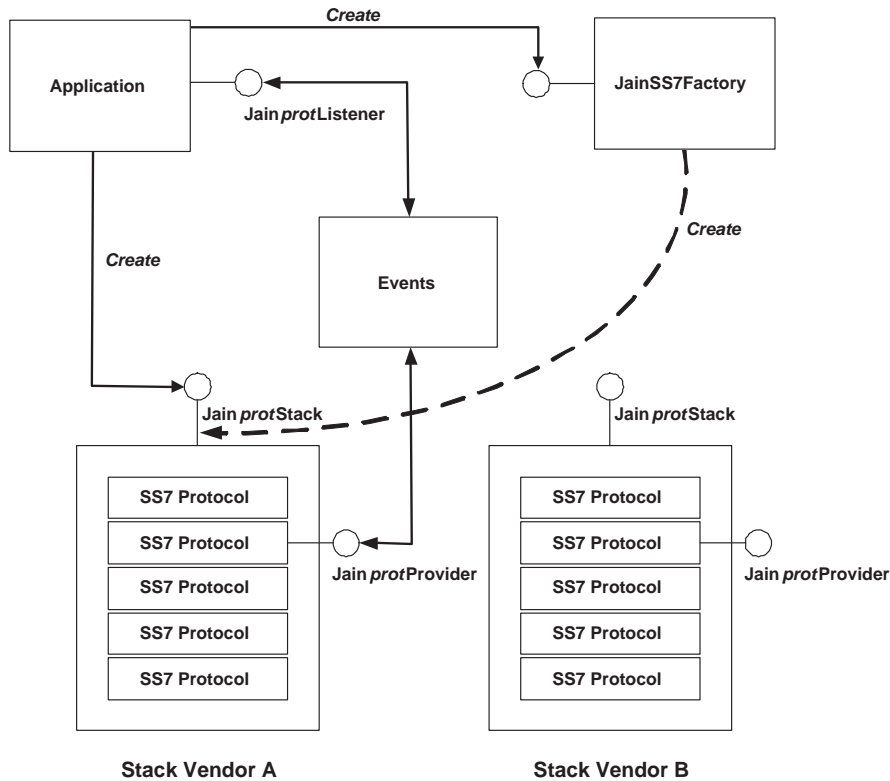 Create
Application
JainSS7Factory
Jain protListener
Create
Create
Events
Jain protStack
Jain protStack
SS7 Protocol
SS7 Protocol
SS7 Protocol
SS7 Protocol
SS7 Protocol
Jain protProvider
SS7 Protocol
SS7 Protocol
SS7 Protocol
SS7 Protocol
SS7 Protocol
Jain protProvider
Stack Vendor A
Stack Vendor B